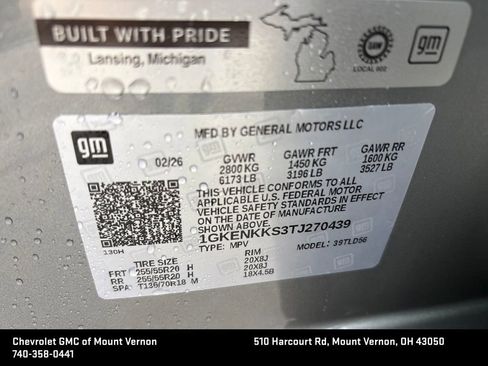 BUILT WITH PRIDE
Lansing, Michigan
UAW
LOCAL 602
gm
gm
MFD BY GENERAL MOTORS LLC
02/26
GVWR GAWR FRT GAWR RR
2800 KG 1450 KG 1600 KG
6173 LB 3196 LB 3527 LB
THIS VEHICLE CONFORMS TO ALL
APPLICABLE U.S. FEDERAL MOTOR
VEHICLE SAFETY STANDARDS IN EFFECT
ON THE DATE OF MANUFACTURE SHOWN ABOVE.
1GKENKKS3TJ270439
TYPE: MPV MODEL: 39TLD56
130H
TIRE SIZE RIM
FRT 255/55R20 H 20X8J
RR 255/55R20 H 20X8J
SPA T136/70R18 M 18X4.5B
Chevrolet GMC of Mount Vernon 510 Harcourt Rd, Mount Vernon, OH 43050
740-358-0441